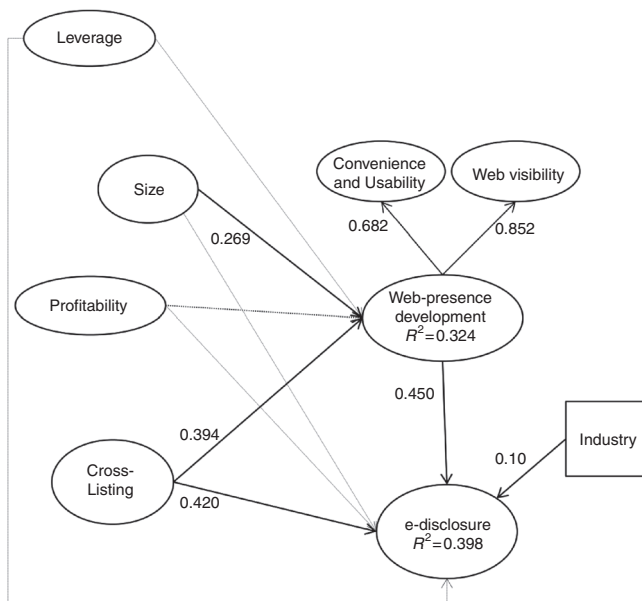 Leverage
Convenience
and Usability
Web visibility
Size
0.682
0.852
0.269
Profitability
Web-presence
development
R²=0.324
0.450
0.394
Industry
0.10
Cross-
Listing
0.420
e-disclosure
R²=0.398